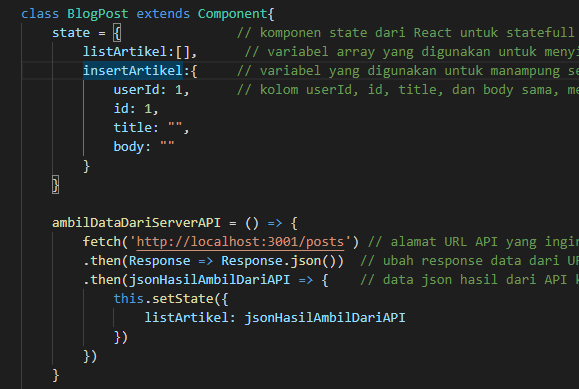 class BlogPost extends Component{
state = { // komponen state dari React untuk statefull
listArtikel:[], // variabel array yang digunakan untuk menyi
insertArtikel:{ // variabel yang digunakan untuk manampung se
userId: 1, // kolom userId, id, title, dan body sama, me
id: 1,
title: "",
body: ""
}
}
ambilDataDariServerAPI = () => {
fetch('http://localhost:3001/posts') // alamat URL API yang ingin
.then(Response => Response.json()) // ubah response data dari UR
.then(jsonHasilAmbilDariAPI => { // data json hasil dari API k
this.setState({
listArtikel: jsonHasilAmbilDariAPI
})
})
}